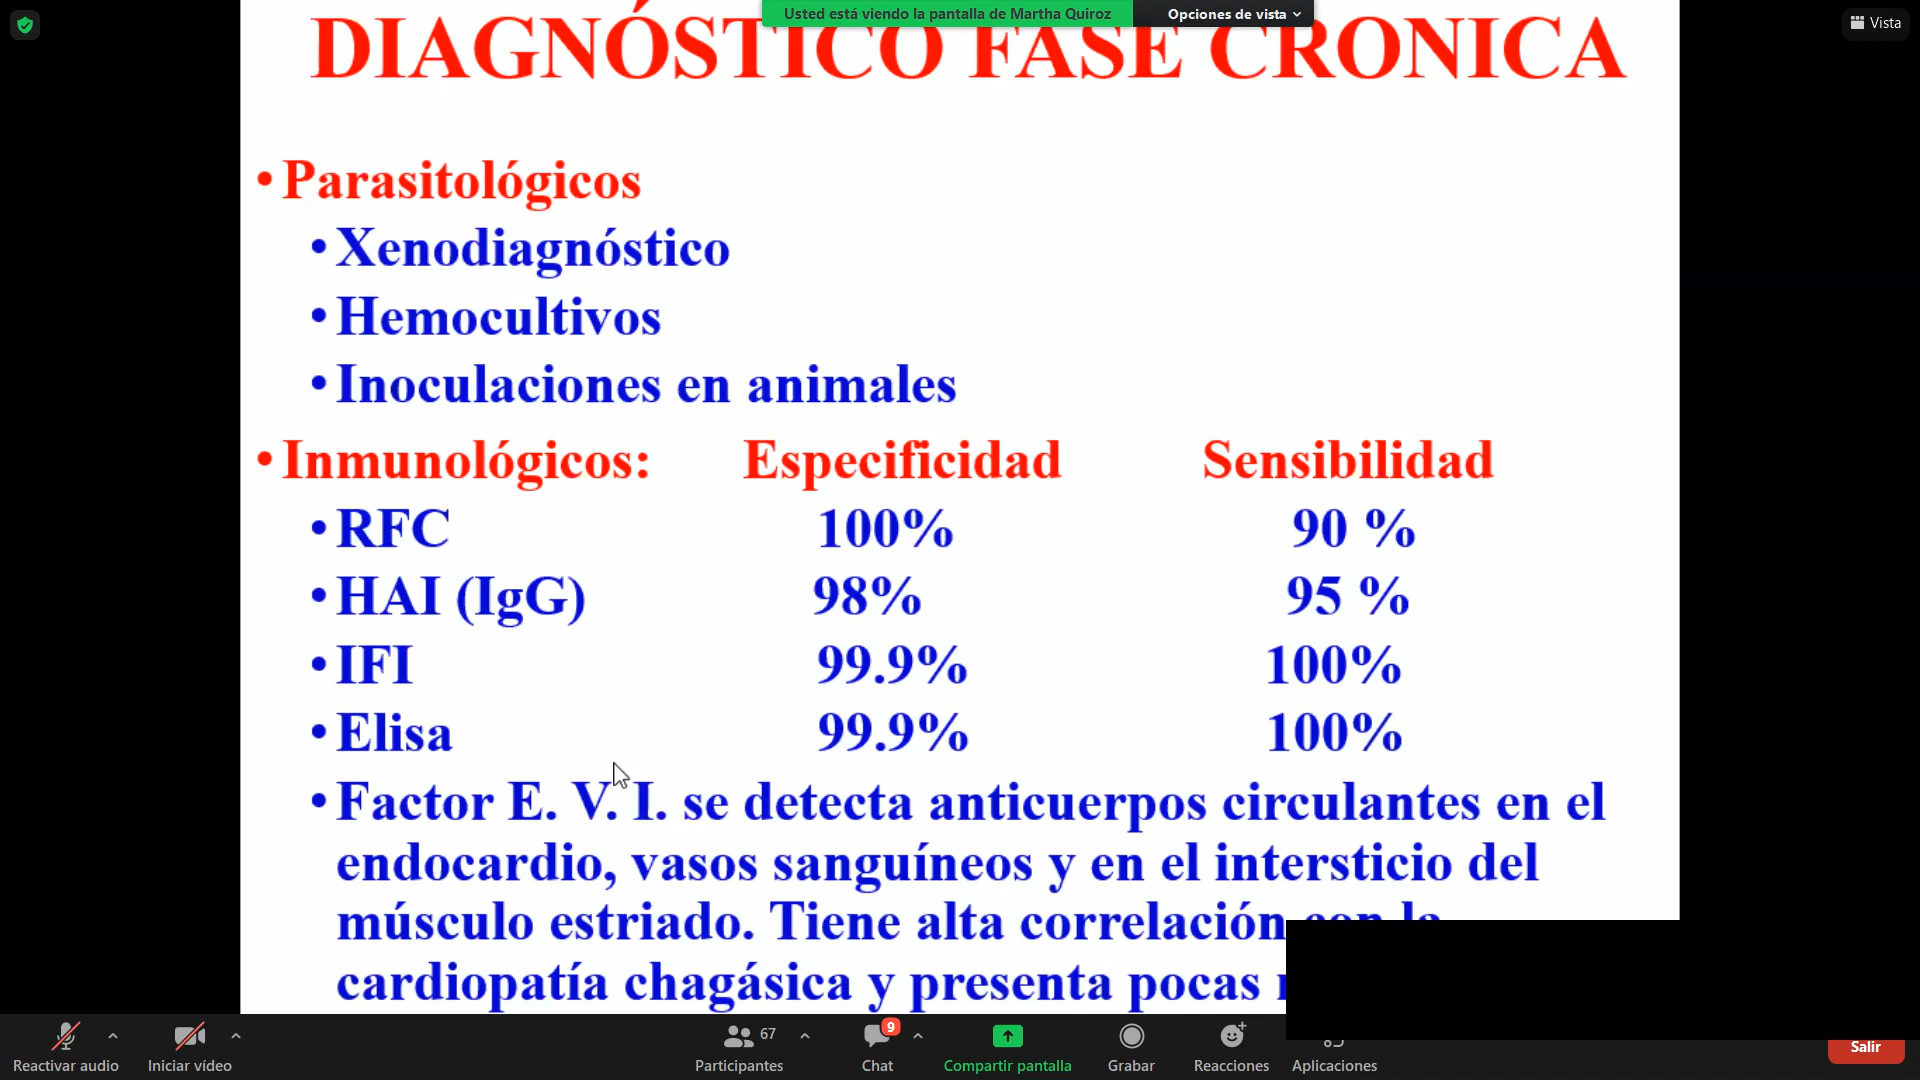 Usted está viendo la pantalla de Martha Quiroz
Opciones de vista
Vista
DIAGNÓSTICO FASE CRONICA
• Parasitológicos
• Xenodiagnóstico
• Hemocultivos
• Inoculaciones en animales
• Inmunológicos: Especificidad Sensibilidad
• RFC 100% 90 %
• HAI (IgG) 98% 95 %
• IFI 99.9% 100%
• Elisa 99.9% 100%
• Factor E. V. I. se detecta anticuerpos circulantes en el
endocardio, vasos sanguíneos y en el intersticio del
músculo estriado. Tiene alta correlación con la
cardiopatía chagásica y presenta pocas
Reactivar audio
Iniciar vídeo
67
Participantes
9
Chat
Compartir pantalla
Grabar
Reacciones
Aplicaciones
Salir